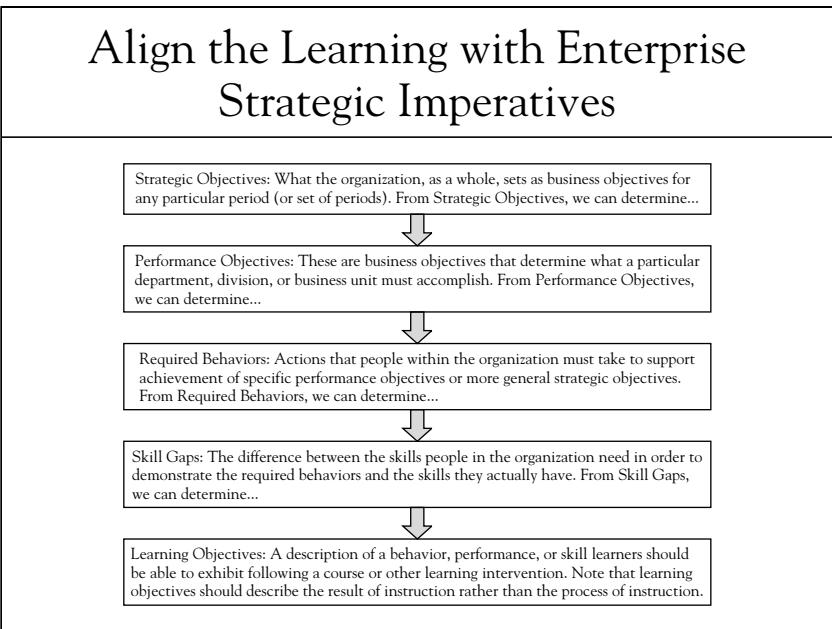 Align the Learning with Enterprise
Strategic Imperatives
Strategic Objectives: What the organization, as a whole, sets as business objectives for
any particular period (or set of periods). From Strategic Objectives, we can determine...
Performance Objectives: These are business objectives that determine what a particular
department, division, or business unit must accomplish. From Performance Objectives,
we can determine...
Required Behaviors: Actions that people within the organization must take to support
achievement of specific performance objectives or more general strategic objectives.
From Required Behaviors, we can determine...
Skill Gaps: The difference between the skills people in the organization need in order to
demonstrate the required behaviors and the skills they actually have. From Skill Gaps,
we can determine...
Learning Objectives: A description of a behavior, performance, or skill learners should
be able to exhibit following a course or other learning intervention. Note that learning
objectives should describe the result of instruction rather than the process of instruction.